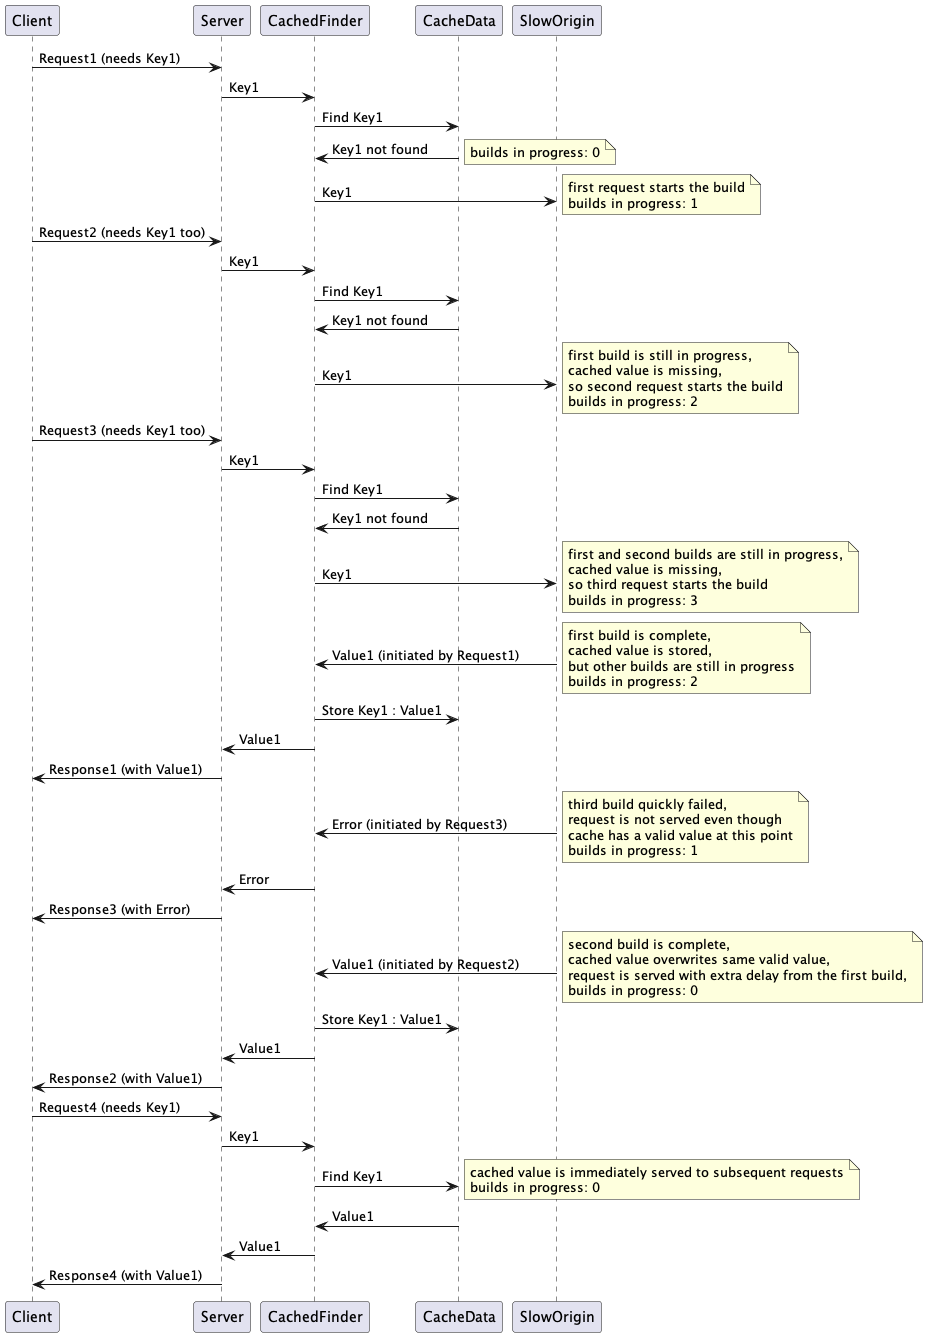 Client
Server
CachedFinder
CacheData
SlowOrigin
Request1 (needs Key1)
Key1
Find Key1
Key1 not found
builds in progress: 0
Key1
first request starts the build
builds in progress: 1
Request2 (needs Key1 too)
Key1
Find Key1
Key1 not found
Key1
first build is still in progress,
cached value is missing,
so second request starts the build
builds in progress: 2
Request3 (needs Key1 too)
Key1
Find Key1
Key1 not found
Key1
first and second builds are still in progress,
cached value is missing,
so third request starts the build
builds in progress: 3
Value1 (initiated by Request1)
first build is complete,
cached value is stored,
but other builds are still in progress
builds in progress: 2
Store Key1 : Value1
Value1
Response1 (with Value1)
Error (initiated by Request3)
third build quickly failed,
request is not served even though
cache has a valid value at this point
builds in progress: 1
Error
Response3 (with Error)
Value1 (initiated by Request2)
second build is complete,
cached value overwrites same valid value,
request is served with extra delay from the first build,
builds in progress: 0
Store Key1 : Value1
Value1
Response2 (with Value1)
Request4 (needs Key1)
Key1
Find Key1
cached value is immediately served to subsequent requests
builds in progress: 0
Value1
Value1
Response4 (with Value1)
Client
Server
CachedFinder
CacheData
SlowOrigin